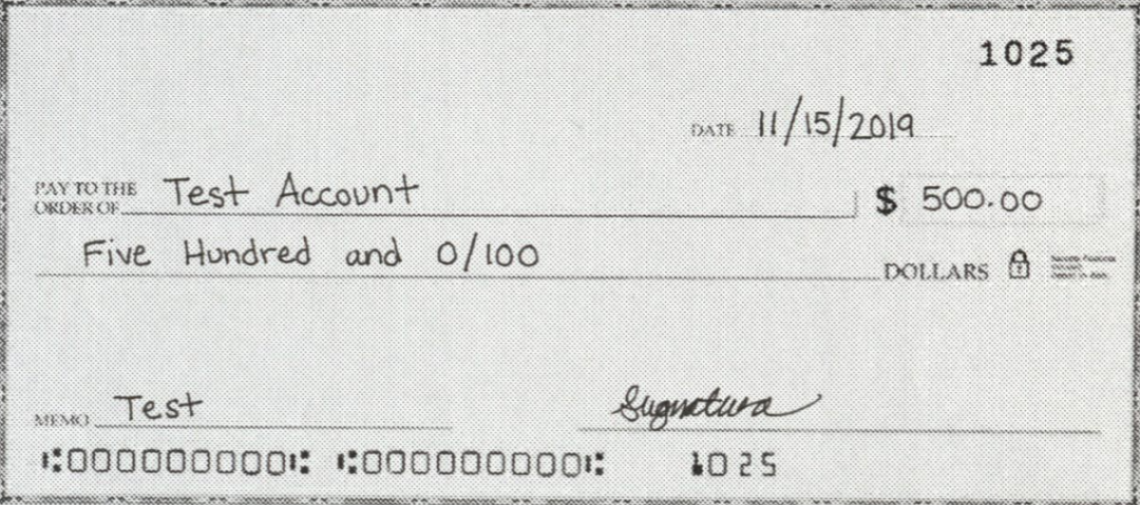 1025
DATE 11/15/2019
PAY TO THE
ORDER OF Test Account $ 500.00
Five Hundred and 0/100 DOLLARS
MEMO Test Signature
⑆000000000⑆ ⑆000000000⑆ 1025